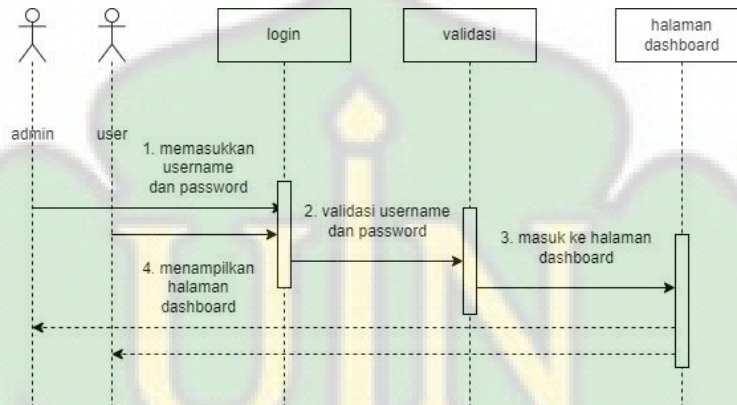 login
validasi
halaman
dashboard
admin
user
1. memasukkan
username
dan password
2. validasi username
dan password
3. masuk ke halaman
dashboard
4. menampilkan
halaman
dashboard
UIN